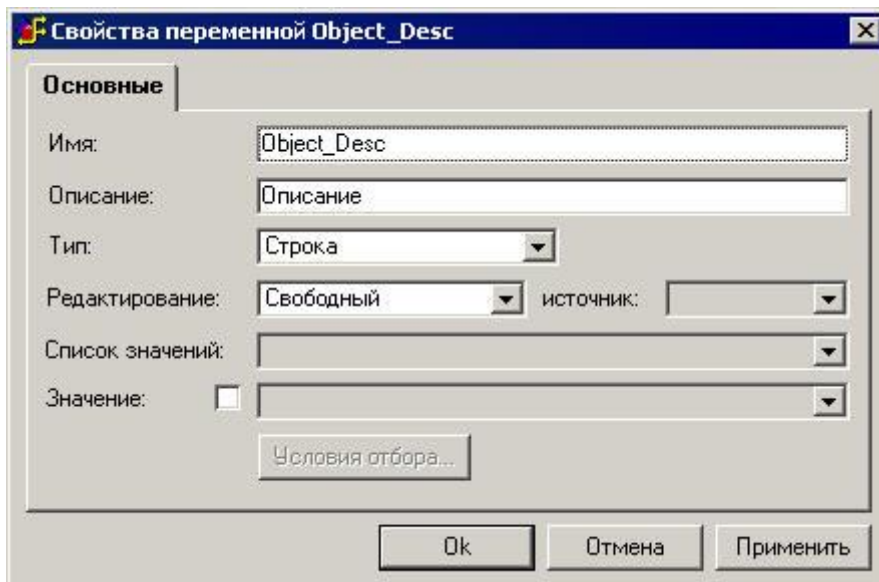 Свойства переменной Object_Desc
Основные
Имя: Object_Desc
Описание: Описание
Тип: Строка
Редактирование: Свободный источник:
Список значений:
Значение:
Условия отбора...
Ok Отмена Применить